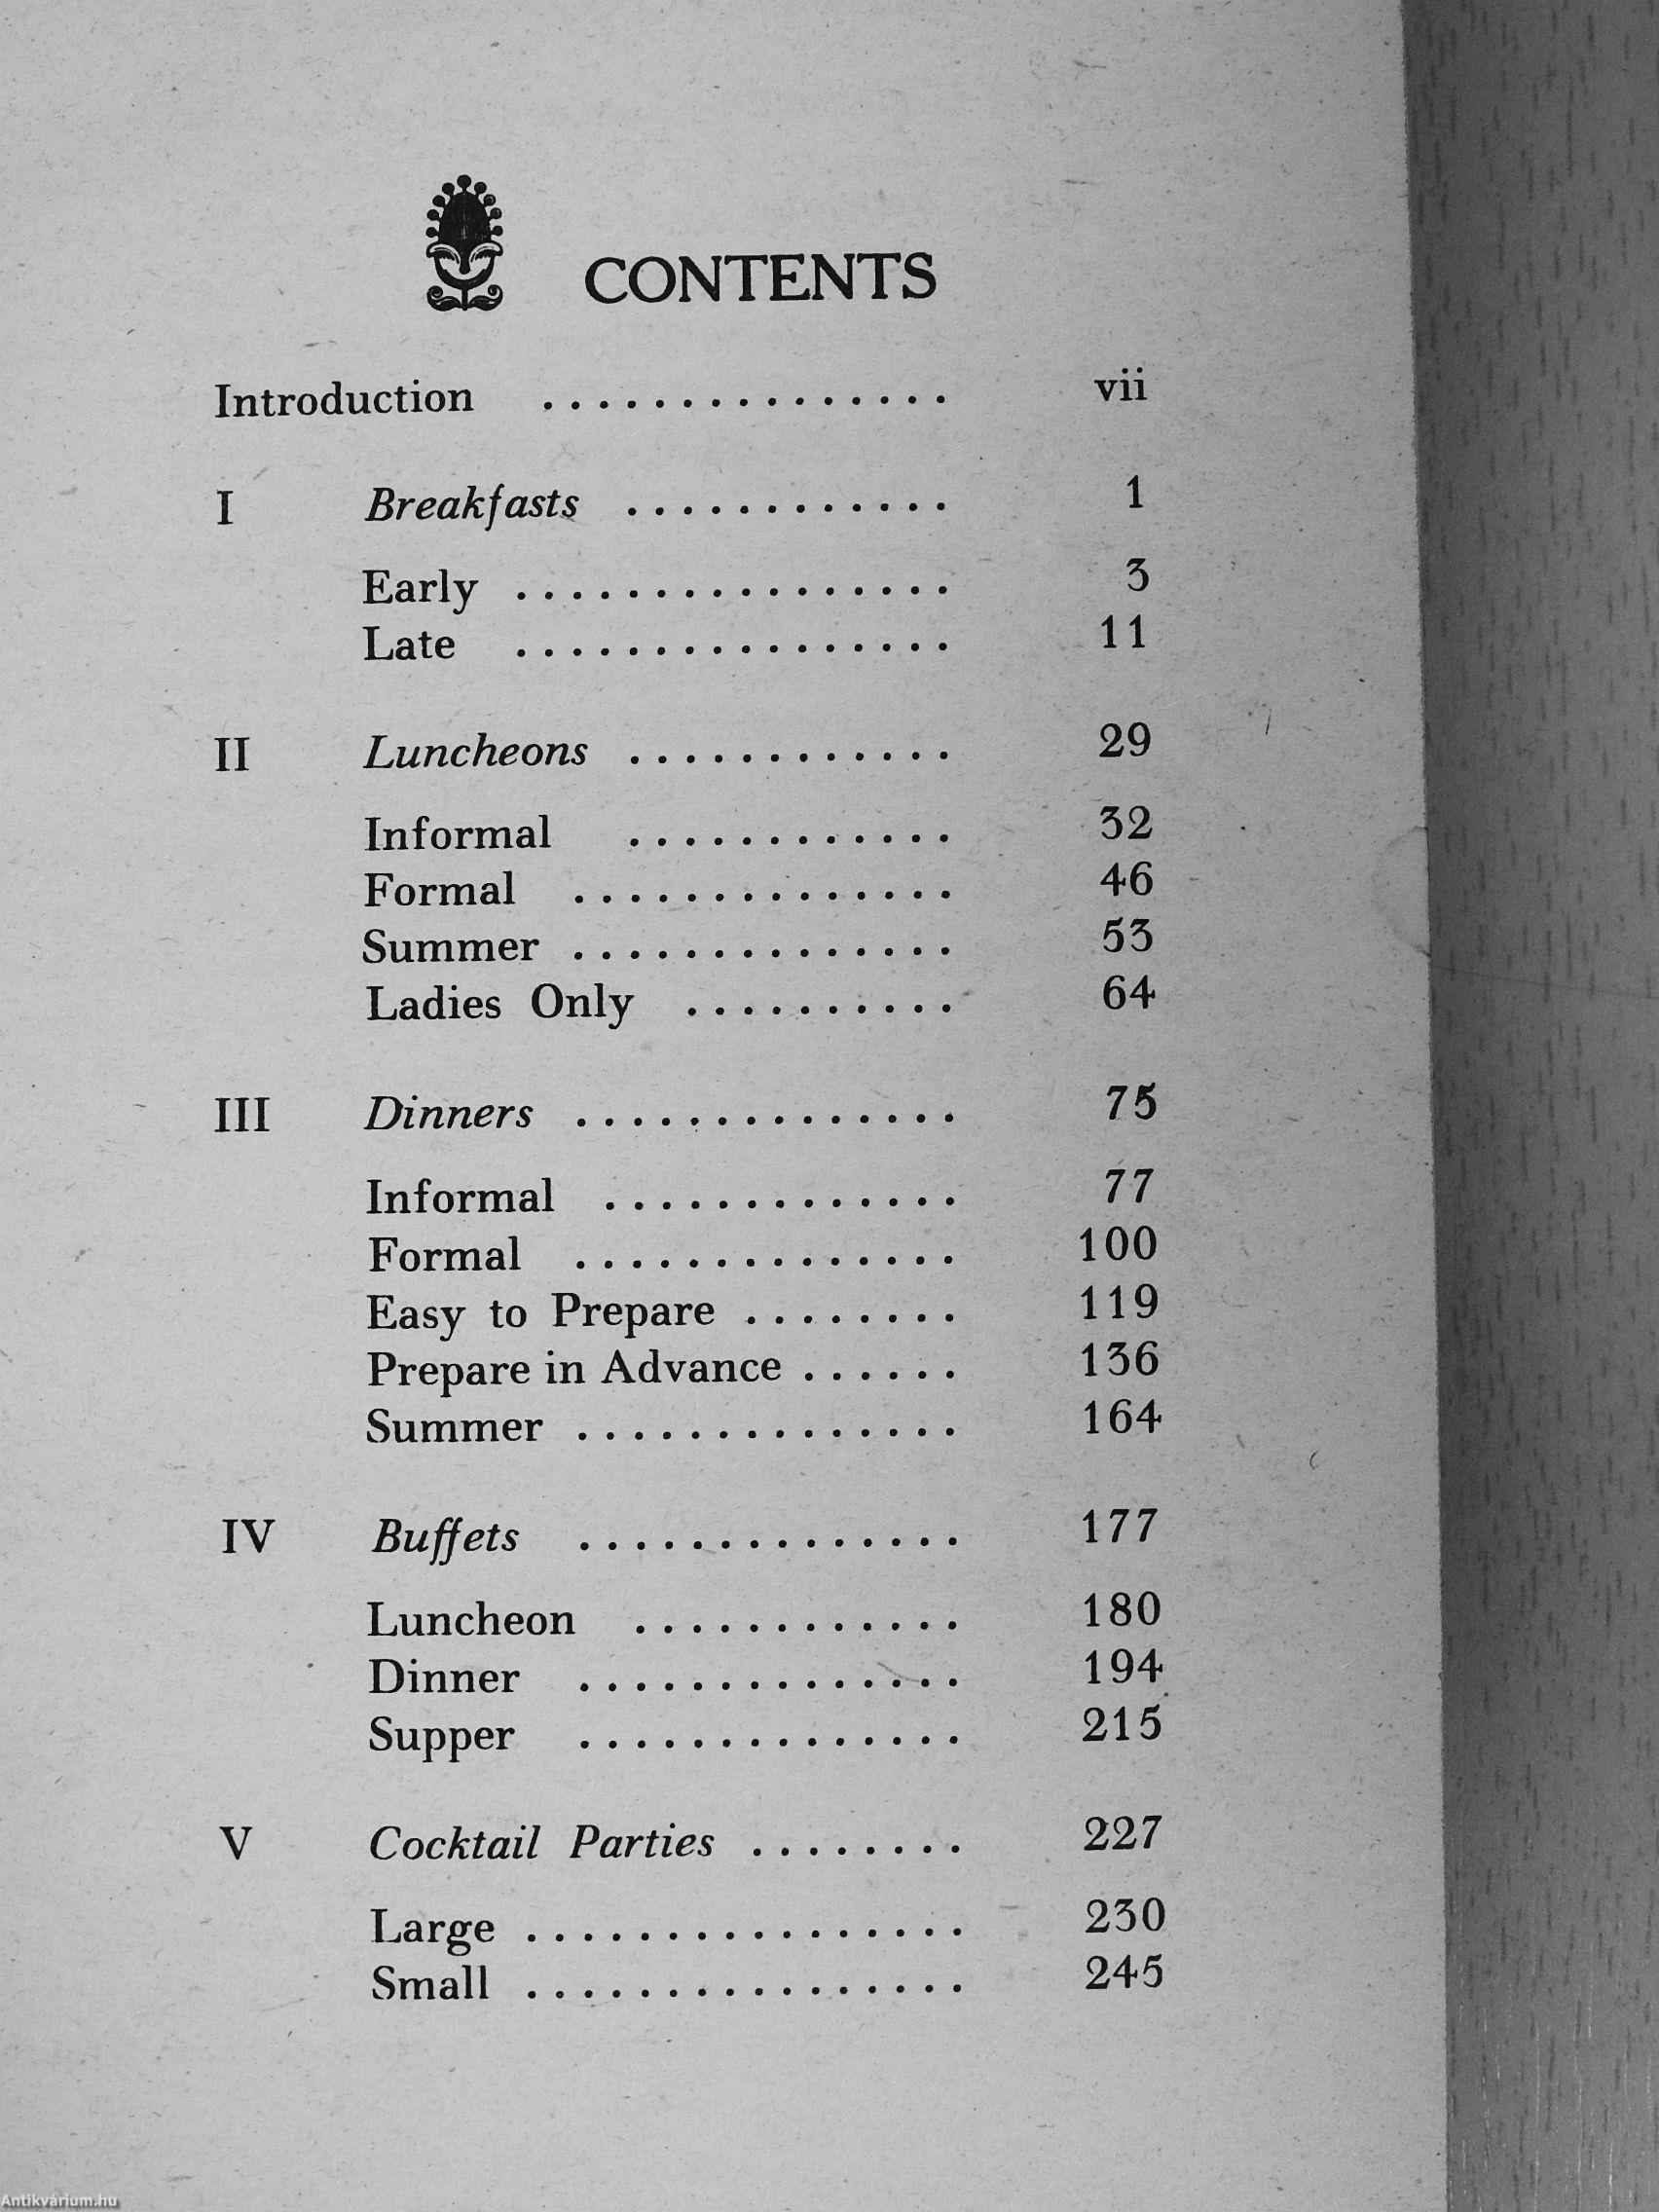 CONTENTS
Introduction . . . . . . . . . . . . . . . vii
I Breakfasts . . . . . . . . . . . . 1
Early . . . . . . . . . . . . . . . . 3
Late . . . . . . . . . . . . . . . . 11
II Luncheons . . . . . . . . . . . . 29
Informal . . . . . . . . . . . . 32
Formal . . . . . . . . . . . . . . 46
Summer . . . . . . . . . . . . . . 53
Ladies Only . . . . . . . . . . 64
III Dinners . . . . . . . . . . . . . . 75
Informal . . . . . . . . . . . . . 77
Formal . . . . . . . . . . . . . . 100
Easy to Prepare . . . . . . . . 119
Prepare in Advance . . . . . . 136
Summer . . . . . . . . . . . . . . 164
IV Buffets . . . . . . . . . . . . . . 177
Luncheon . . . . . . . . . . . . 180
Dinner . . . . . . . . . . . . . . 194
Supper . . . . . . . . . . . . . . 215
V Cocktail Parties . . . . . . . . 227
Large . . . . . . . . . . . . . . . . 230
Small . . . . . . . . . . . . . . . . 245
Antikvárium.hu